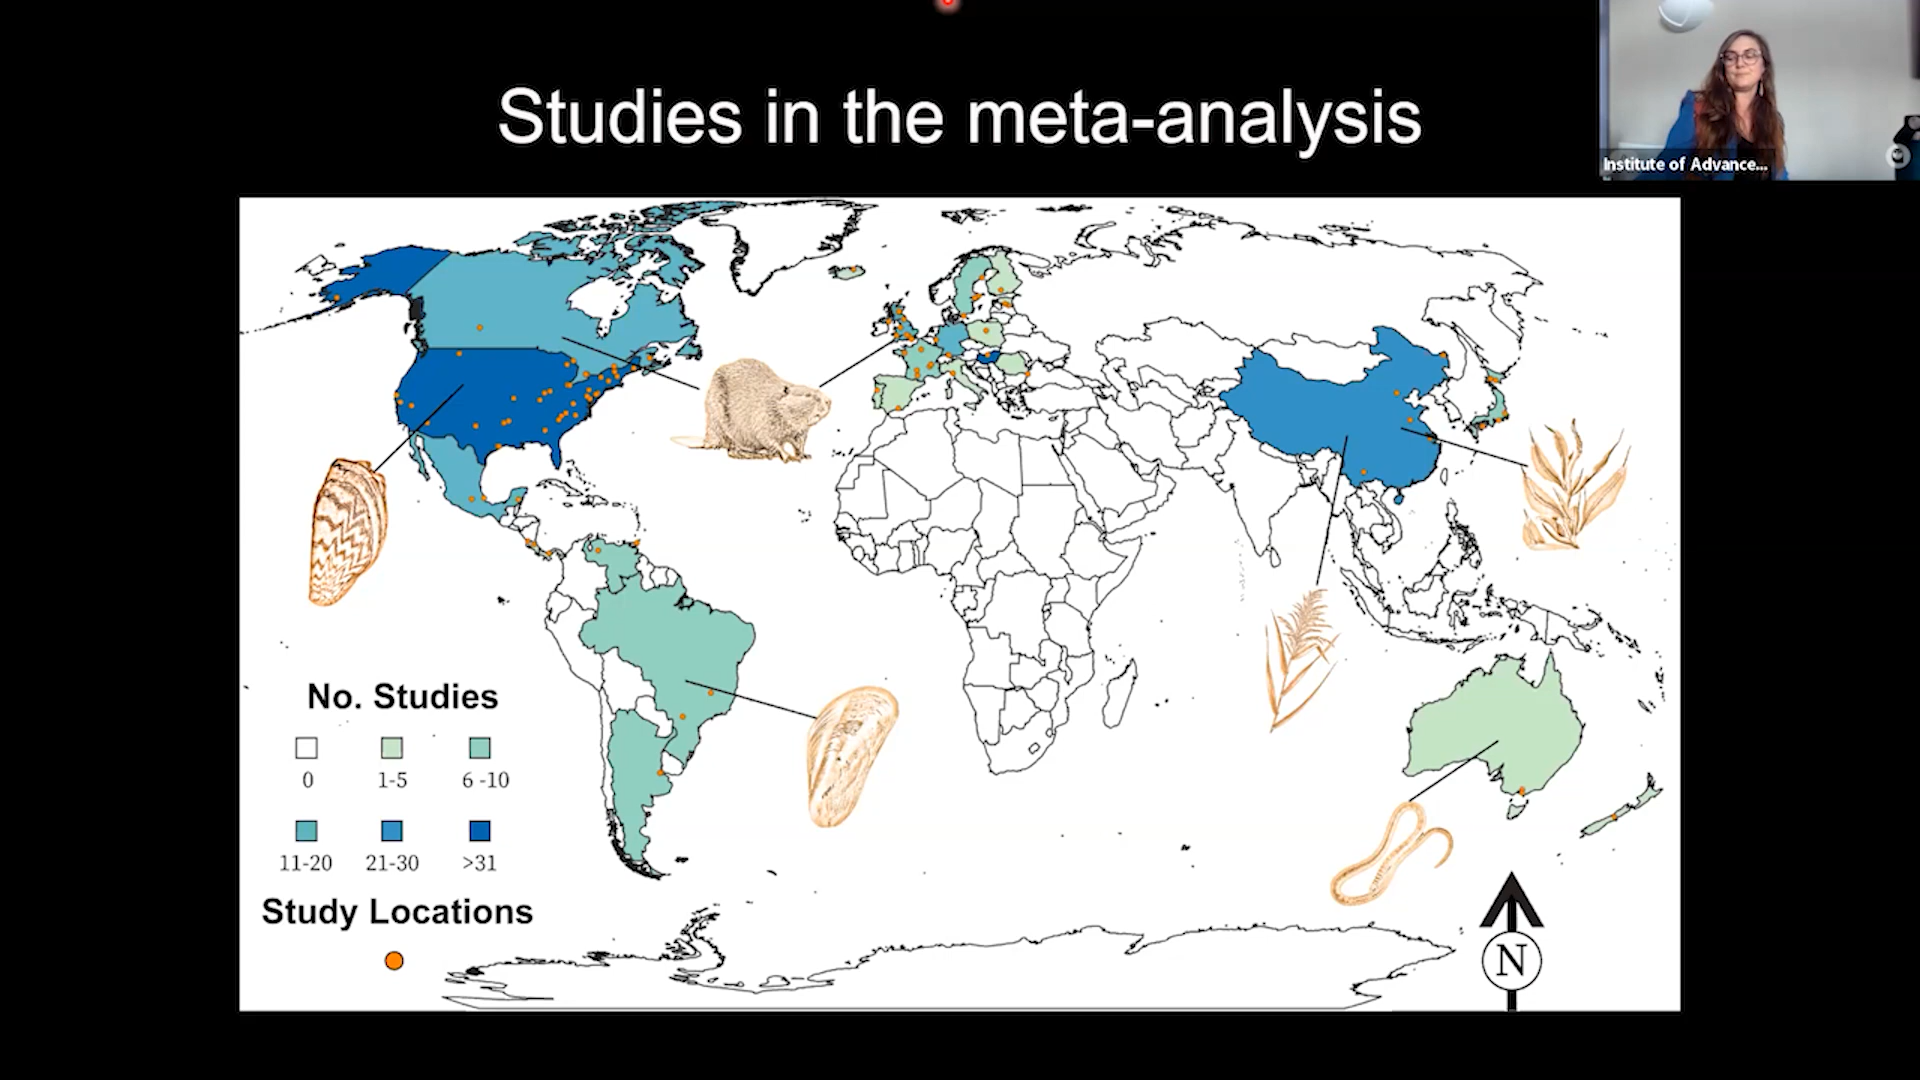 Studies in the meta-analysis
Institute of Advance...
No. Studies
0
1-5
6 -10
11-20
21-30
>31
Study Locations
N